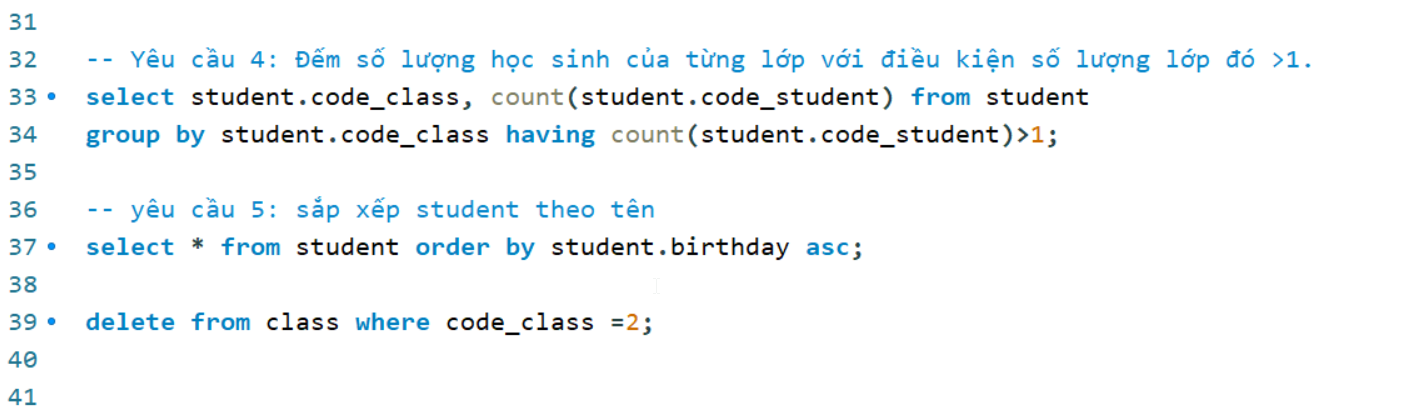 31
32 -- Yêu cầu 4: Đếm số lượng học sinh của từng lớp với điều kiện số lượng lớp đó >1.
33 • select student.code_class, count(student.code_student) from student
34 group by student.code_class having count(student.code_student)>1;
35
36 -- yêu cầu 5: sắp xếp student theo tên
37 • select * from student order by student.birthday asc;
38
39 • delete from class where code_class =2;
40
41